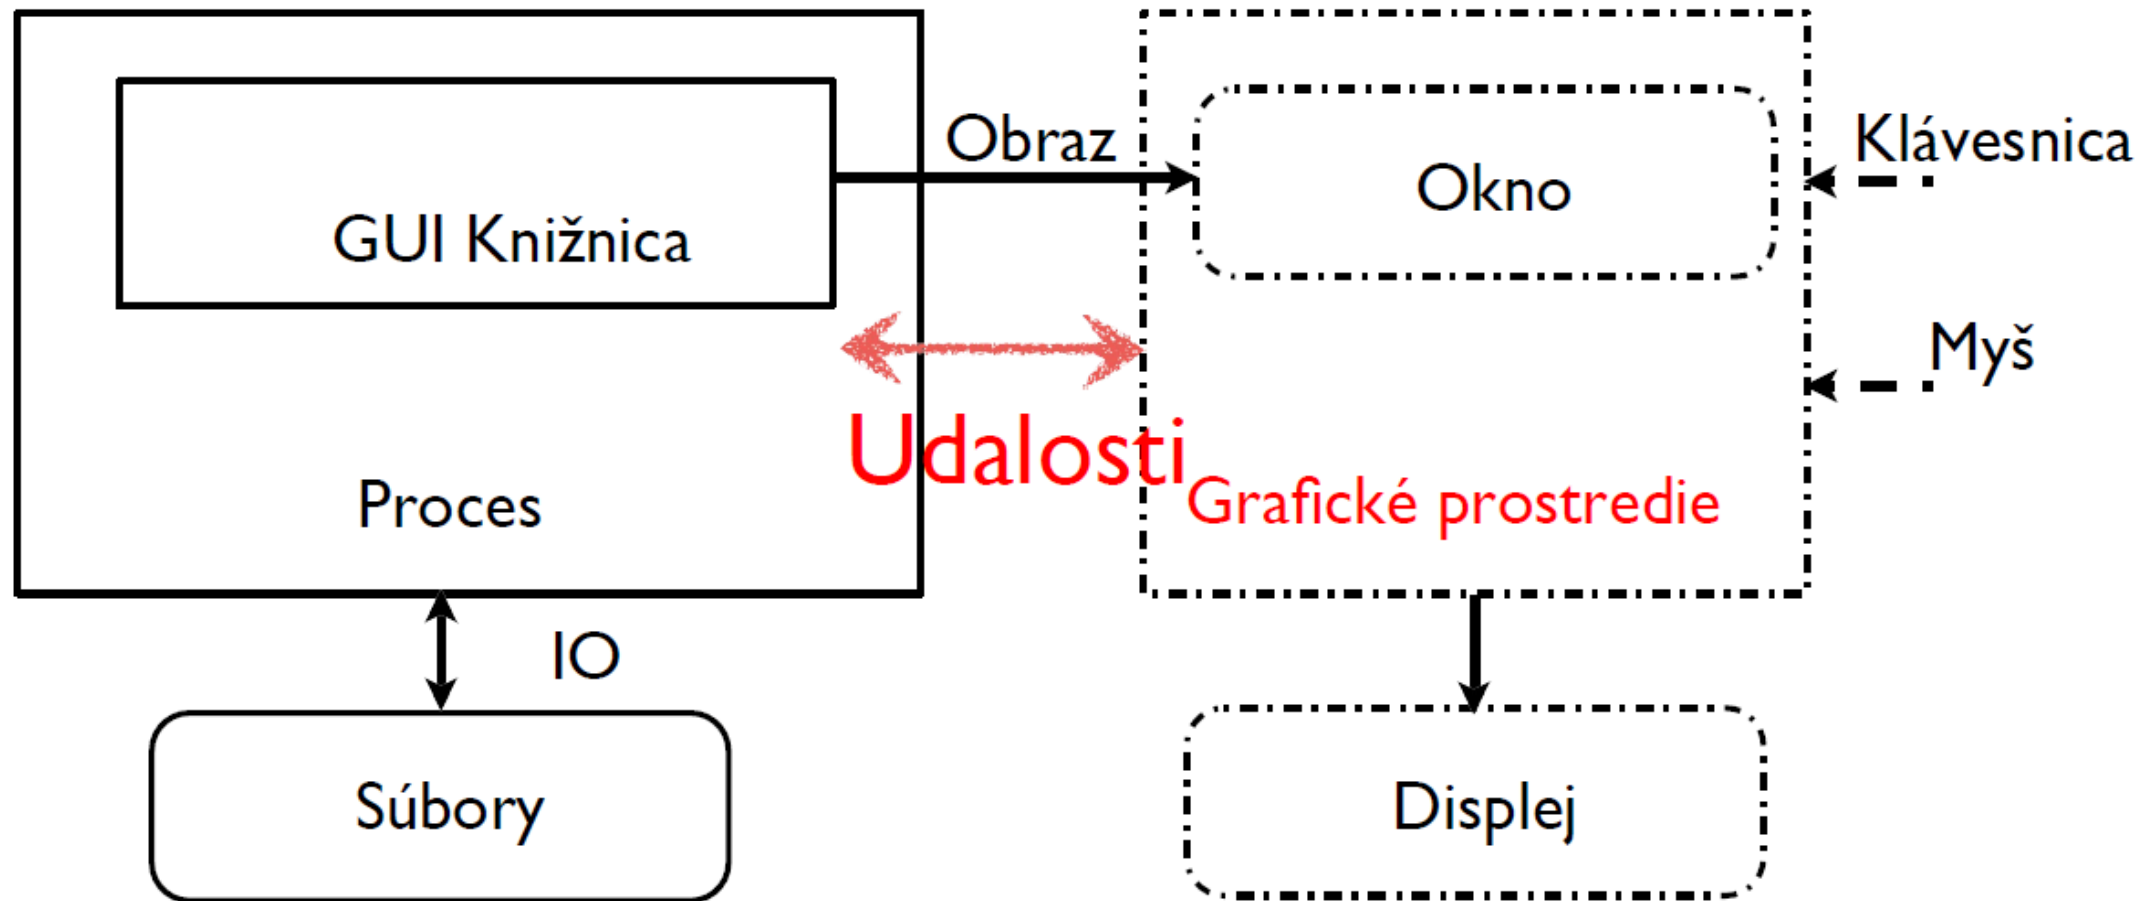 Obraz
Klávesnica
Okno
GUI Knižnica
Myš
Udalosti
Proces
Grafické prostredie
IO
Súbory
Displej